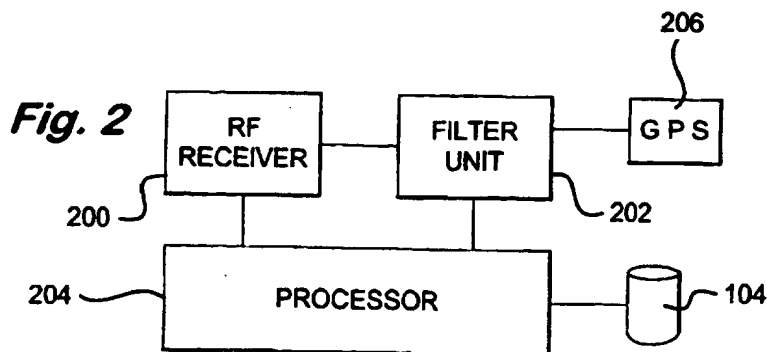 206
Fig. 2
RF
RECEIVER
FILTER
UNIT
G P S
200
202
204
PROCESSOR
104